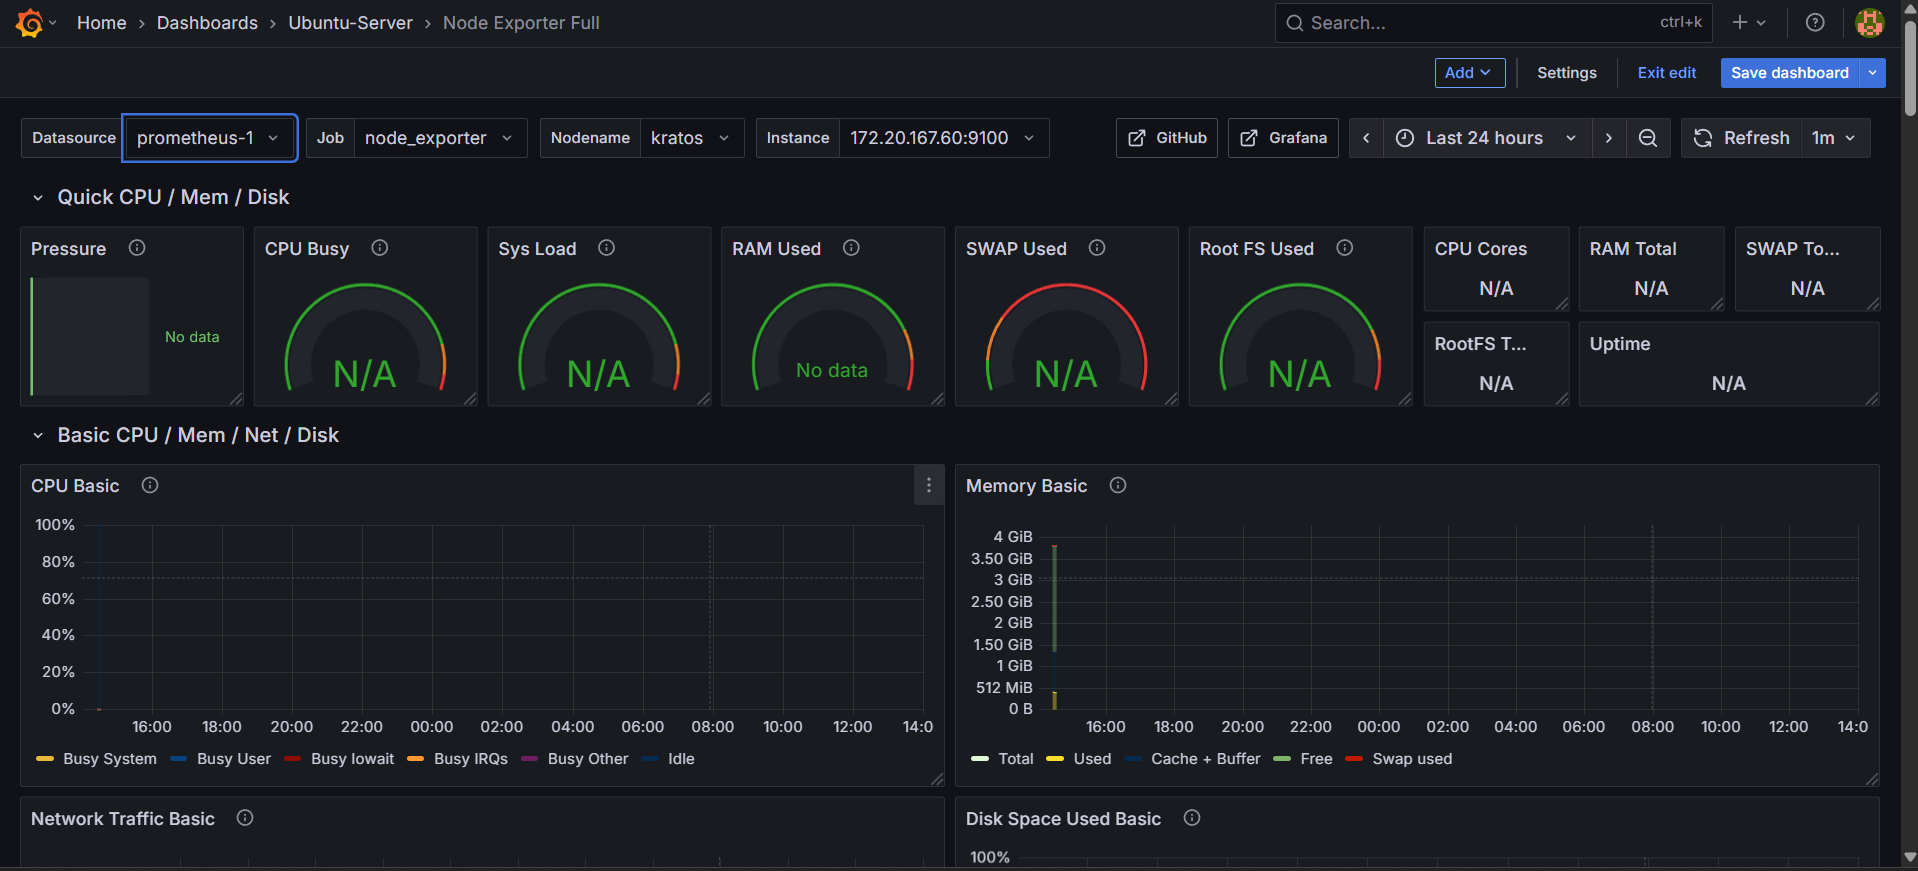 Home › Dashboards › Ubuntu-Server › Node Exporter Full
Search... ctrl+k
Add Settings Exit edit Save dashboard
Datasource prometheus-1 Job node_exporter Nodename kratos Instance 172.20.167.60:9100 GitHub Grafana Last 24 hours Refresh 1m
Quick CPU / Mem / Disk
Pressure
No data
CPU Busy
N/A
Sys Load
N/A
RAM Used
No data
SWAP Used
N/A
Root FS Used
N/A
CPU Cores
N/A
RAM Total
N/A
SWAP To...
N/A
RootFS T...
N/A
Uptime
N/A
Basic CPU / Mem / Net / Disk
CPU Basic
100%
80%
60%
40%
20%
0%
16:00 18:00 20:00 22:00 00:00 02:00 04:00 06:00 08:00 10:00 12:00 14:0
Busy System Busy User Busy Iowait Busy IRQs Busy Other Idle
Memory Basic
4 GiB
3.50 GiB
3 GiB
2.50 GiB
2 GiB
1.50 GiB
1 GiB
512 MiB
0 B
16:00 18:00 20:00 22:00 00:00 02:00 04:00 06:00 08:00 10:00 12:00 14:0
Total Used Cache + Buffer Free Swap used
Network Traffic Basic
Disk Space Used Basic
100%